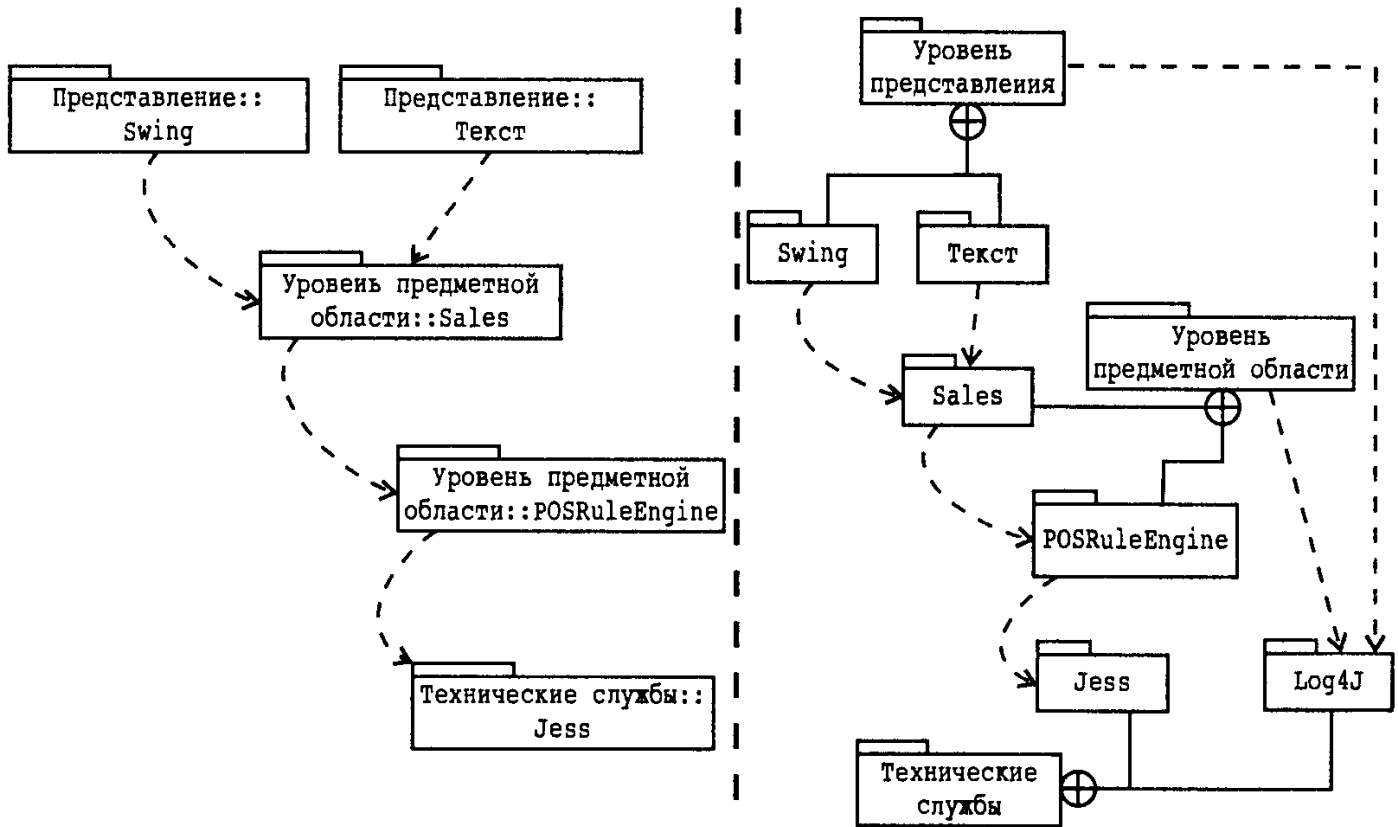 Представление::
Swing
Представление::
Текст
Уровень предметной
области::Sales
Уровень предметной
области::POSRuleEngine
Технические службы::
Jess
Уровень
представления
Swing
Текст
Уровень
предметной области
Sales
POSRuleEngine
Jess
Log4J
Технические
службы